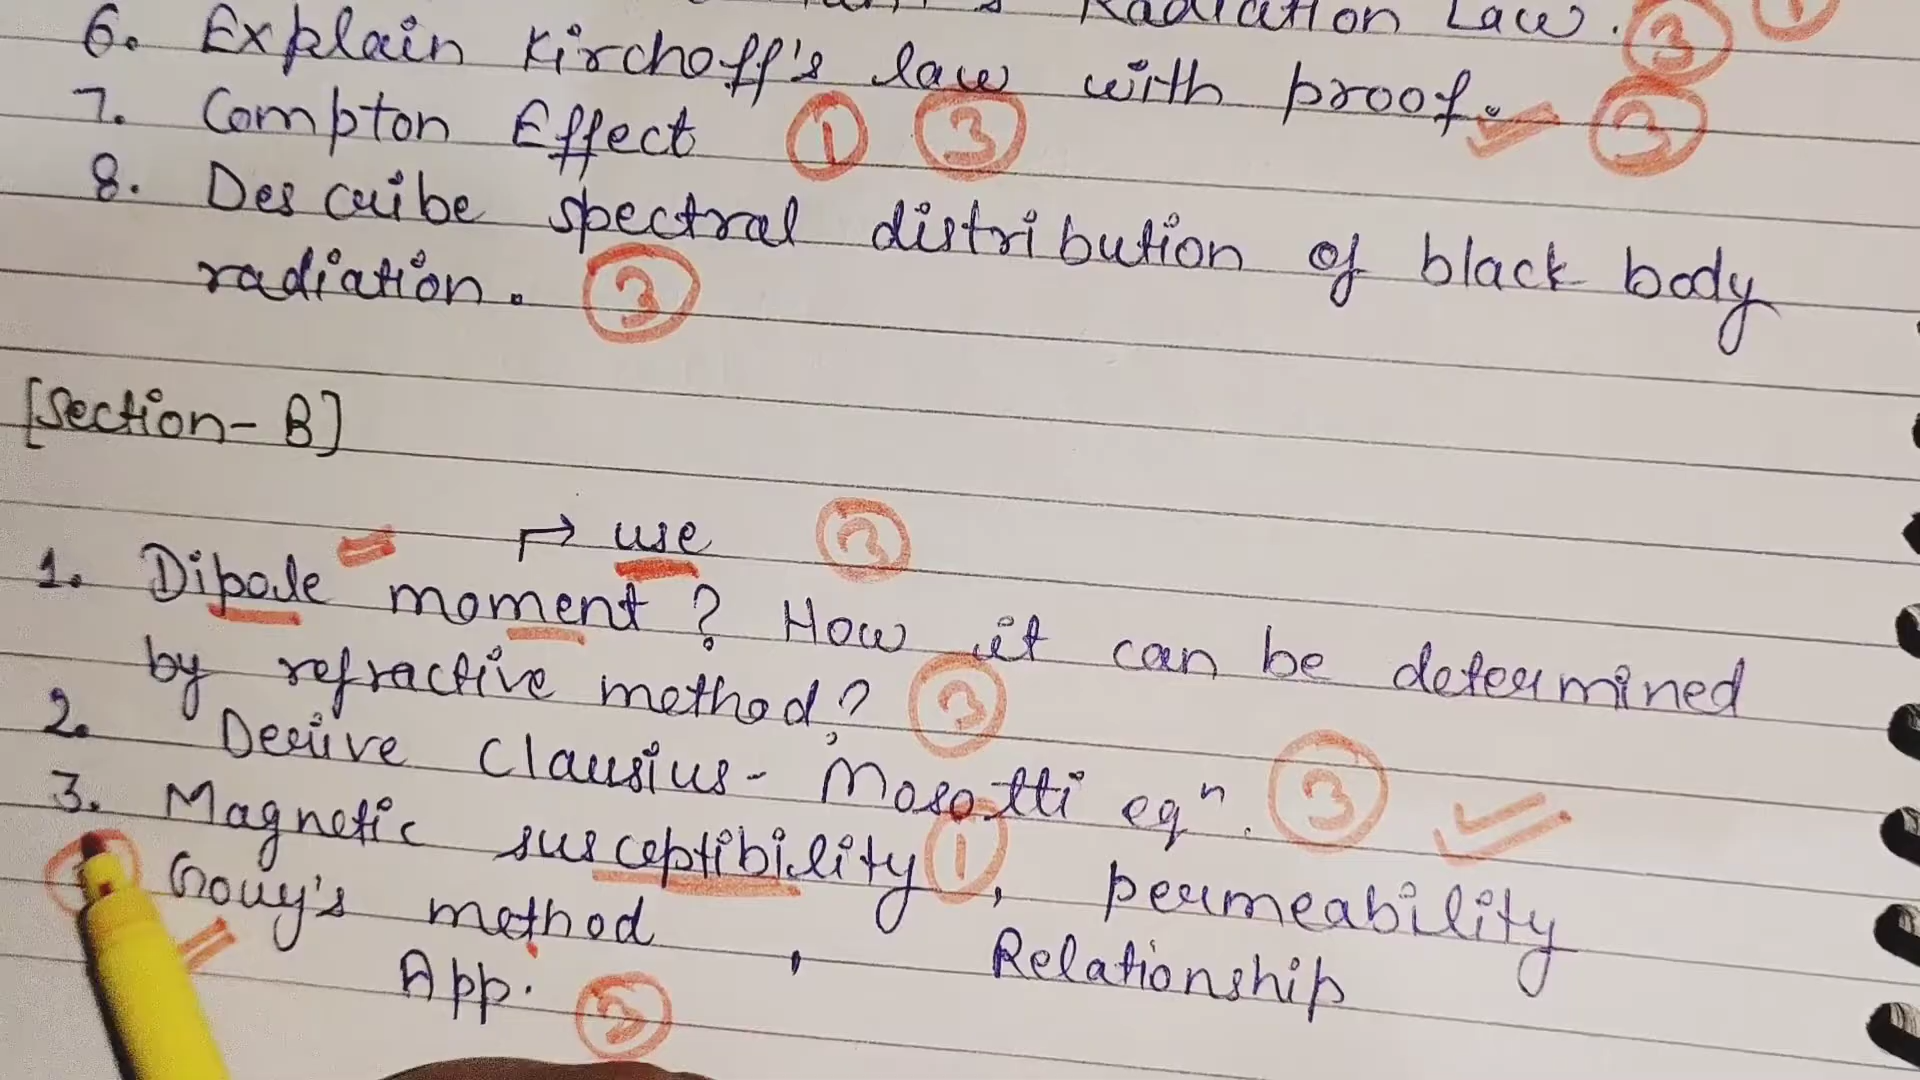 Radiation Law. ③ ①
6. Explain Kirchoff's law with proof. ③
7. Compton Effect ① ③
8. Describe spectral distribution of black body
radiation. ③
[Section-B]
↱ use ③
1. Dipole moment? How it can be determined
by refractive method? ③
2. Derive Clausius-Mosotti eqⁿ. ③
3. Magnetic susceptibility ①, permeability
Gouy's method, Relationship
App. ③